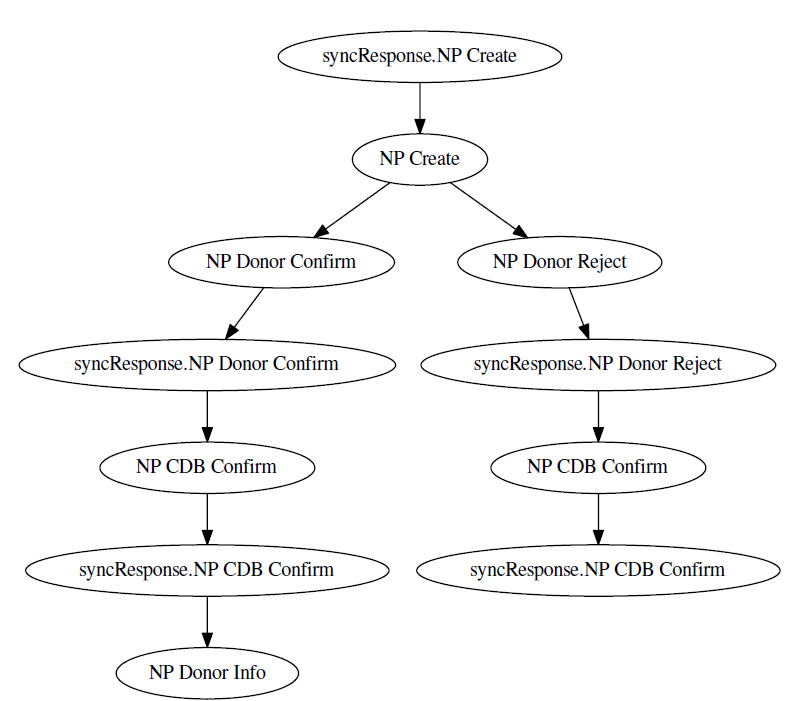 syncResponse.NP Create
NP Create
NP Donor Confirm
NP Donor Reject
syncResponse.NP Donor Confirm
syncResponse.NP Donor Reject
NP CDB Confirm
NP CDB Confirm
syncResponse.NP CDB Confirm
syncResponse.NP CDB Confirm
NP Donor Info